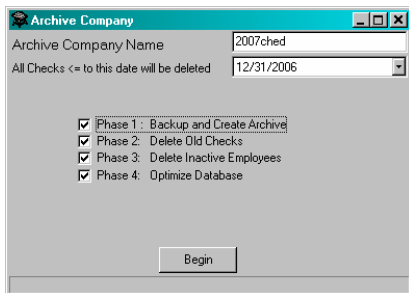 Archive Company
Archive Company Name 2007ched
All Checks <= to this date will be deleted 12/31/2006
Phase 1 : Backup and Create Archive
Phase 2: Delete Old Checks
Phase 3: Delete Inactive Employees
Phase 4: Optimize Database
Begin